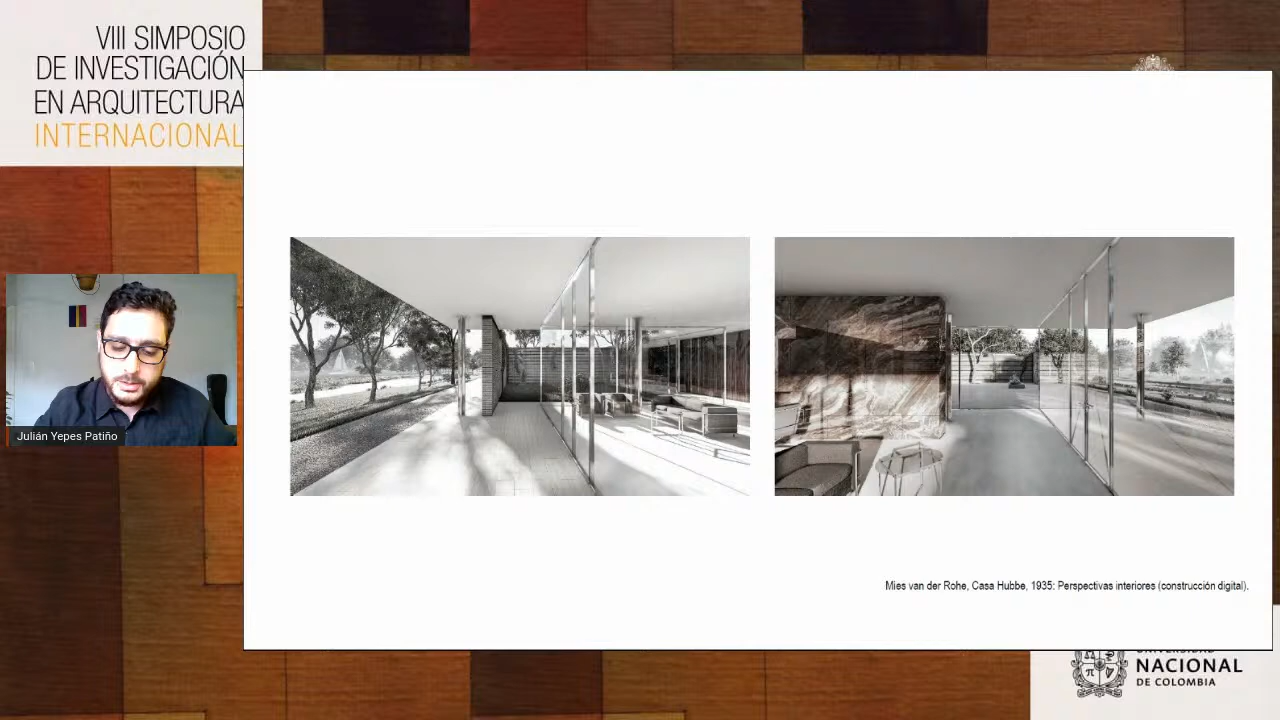 VIII SIMPOSIO
DE INVESTIGACIÓN
EN ARQUITECTURA
INTERNACIONAL
Julián Yepes Patiño
Mies van der Rohe, Casa Hubbe, 1935: Perspectivas interiores (construcción digital).
UNIVERSIDAD
NACIONAL
DE COLOMBIA